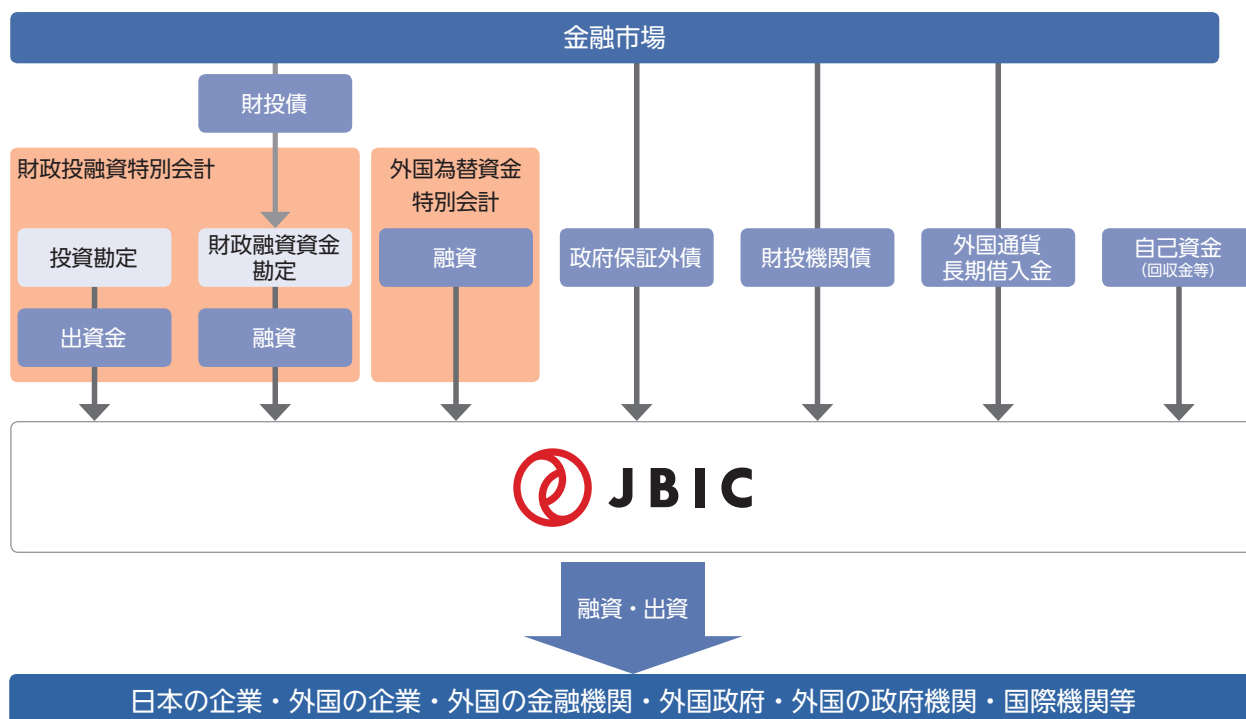 金融市場
財投債
財政投融資特別会計
外国為替資金
特別会計
投資勘定
財政融資資金
勘定
融資
政府保証外債
財投機関債
外国通貨
長期借入金
自己資金
(回収金等)
出資金
融資
JBIC
融資・出資
日本の企業・外国の企業・外国の金融機関・外国政府・外国の政府機関・国際機関等